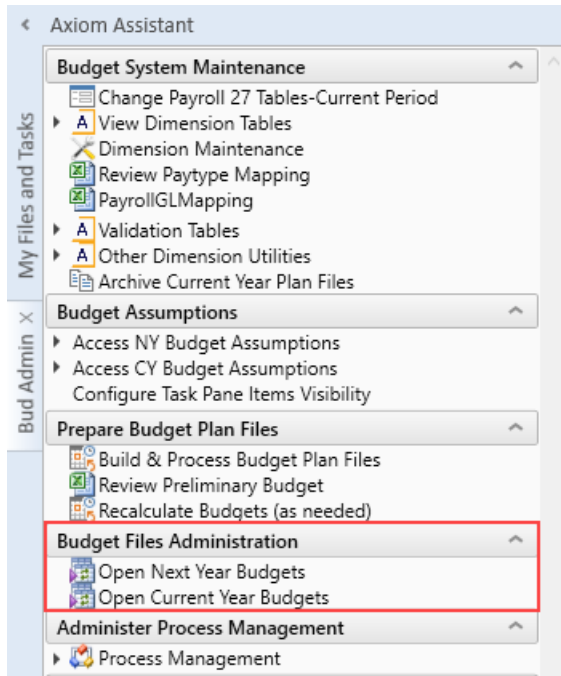 Axiom Assistant
My Files and Tasks
Bud Admin
Budget System Maintenance
Change Payroll 27 Tables-Current Period
View Dimension Tables
Dimension Maintenance
Review Paytype Mapping
PayrollGLMapping
Validation Tables
Other Dimension Utilities
Archive Current Year Plan Files
Budget Assumptions
Access NY Budget Assumptions
Access CY Budget Assumptions
Configure Task Pane Items Visibility
Prepare Budget Plan Files
Build & Process Budget Plan Files
Review Preliminary Budget
Recalculate Budgets (as needed)
Budget Files Administration
Open Next Year Budgets
Open Current Year Budgets
Administer Process Management
Process Management